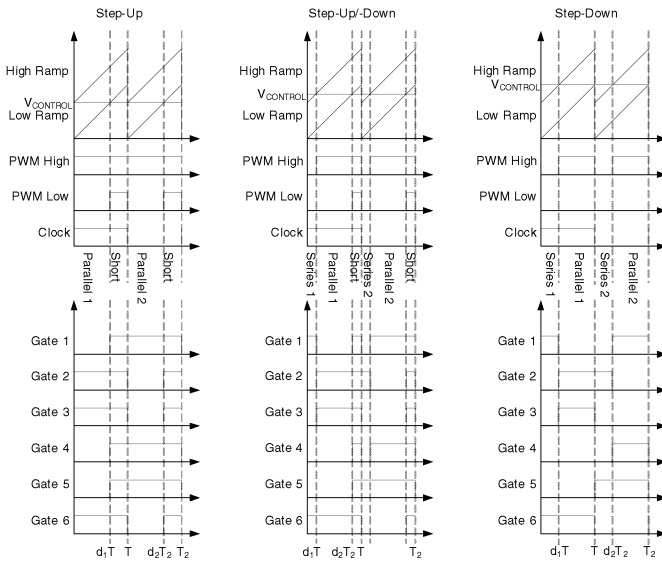 Step-Up
High Ramp
VCONTROL
Low Ramp
PWM High
PWM Low
Clock
Parallel 1
Short
Parallel 2
Short
Gate 1
Gate 2
Gate 3
Gate 4
Gate 5
Gate 6
d1T T d2T2 T2
Step-Up/-Down
High Ramp
VCONTROL
Low Ramp
PWM High
PWM Low
Clock
Series 1
Parallel 1
Short
Series 2
Parallel 2
Short
Gate 1
Gate 2
Gate 3
Gate 4
Gate 5
Gate 6
d1T d2T2 T T2
Step-Down
High Ramp
VCONTROL
Low Ramp
PWM High
PWM Low
Clock
Series 1
Parallel 1
Series 2
Parallel 2
Gate 1
Gate 2
Gate 3
Gate 4
Gate 5
Gate 6
d1T T d2T2 T2